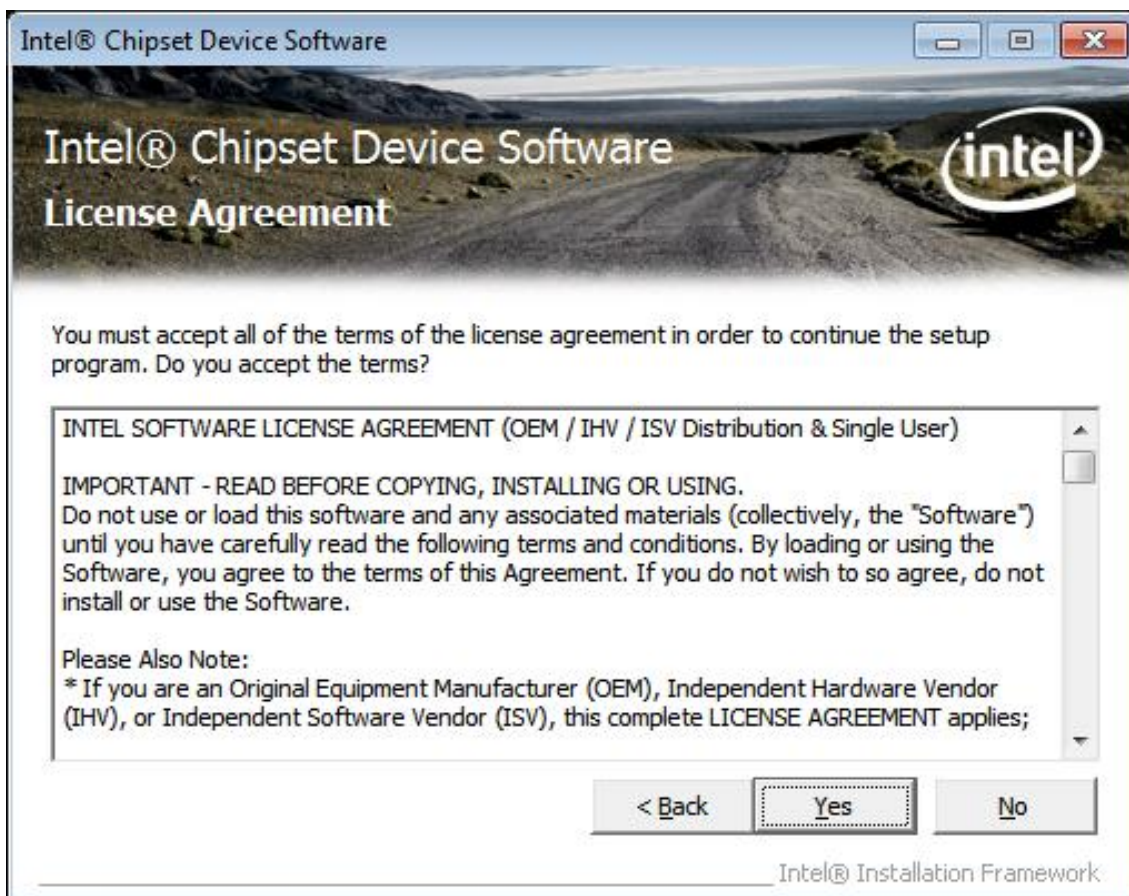 Intel® Chipset Device Software
Intel® Chipset Device Software
intel
License Agreement
You must accept all of the terms of the license agreement in order to continue the setup
program. Do you accept the terms?
INTEL SOFTWARE LICENSE AGREEMENT (OEM / IHV / ISV Distribution & Single User)
IMPORTANT - READ BEFORE COPYING, INSTALLING OR USING.
Do not use or load this software and any associated materials (collectively, the "Software")
until you have carefully read the following terms and conditions. By loading or using the
Software, you agree to the terms of this Agreement. If you do not wish to so agree, do not
install or use the Software.
Please Also Note:
* If you are an Original Equipment Manufacturer (OEM), Independent Hardware Vendor
(IHV), or Independent Software Vendor (ISV), this complete LICENSE AGREEMENT applies;
< Back
Yes
No
Intel® Installation Framework